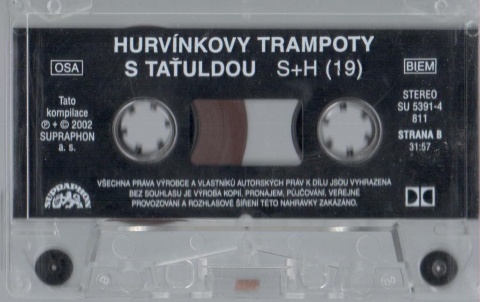 HURVÍNKOVY TRAMPOTY
S TAŤULDOU S+H (19)
OSA
BIEM
Tato
kompilace
℗ + © 2002
SUPRAPHON
a. s.
STEREO
SU 5391-4
811
STRANA B
31:57
SUPRAPHON
VŠECHNA PRÁVA VÝROBCE A VLASTNÍKŮ AUTORSKÝCH PRÁV K DÍLU JSOU VYHRAZENA
BEZ SOUHLASU JE VÝROBA KOPIÍ, PRONÁJEM, PŮJČOVÁNÍ, VEŘEJNÉ
PROVOZOVÁNÍ A ROZHLASOVÉ ŠÍŘENÍ TÉTO NAHRÁVKY ZAKÁZÁNO.